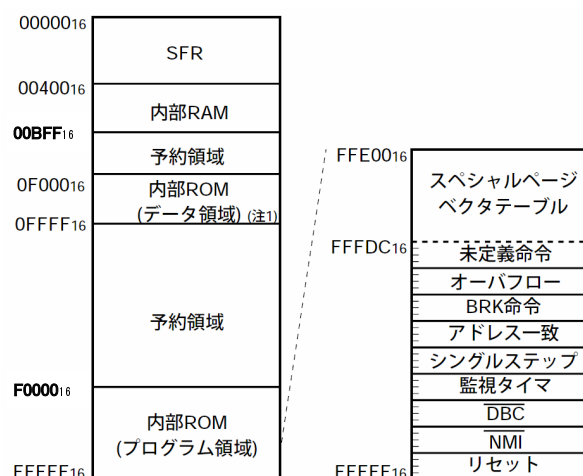 0000016
SFR
0040016
内部RAM
00BFF16
予約領域
0F00016
内部ROM
(データ領域) (注1)
0FFFF16
予約領域
F000016
内部ROM
(プログラム領域)
FFFFF16
FFE0016
スペシャルページ
ベクタテーブル
FFFDC16
未定義命令
オーバフロー
BRK命令
アドレス一致
シングルステップ
監視タイマ
DBC
NMI
リセット
FFFFF16